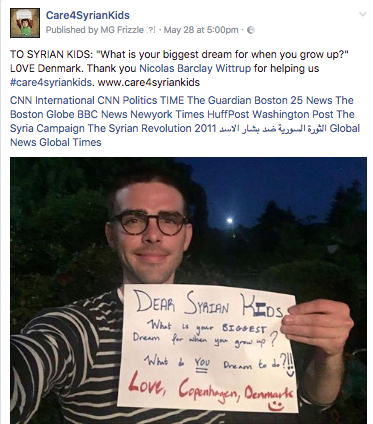 Care4SyrianKids
Published by MG Frizzle · May 28 at 5:00pm ·
TO SYRIAN KIDS: "What is your biggest dream for when you grow up?"
LOVE Denmark. Thank you Nicolas Barclay Wittrup for helping us
#care4syriankids. www.care4syriankids
CNN International CNN Politics TIME The Guardian Boston 25 News The
Boston Globe BBC News Newyork Times HuffPost Washington Post The
Syria Campaign The Syrian Revolution 2011 الثورة السورية ضد بشار الاسد Global
News Global Times
DEAR SYRIAN KIDS,
What is your BIGGEST
Dream for when you grow up?
What do YOU Dream to do?!!
Love, Copenhagen, Denmark